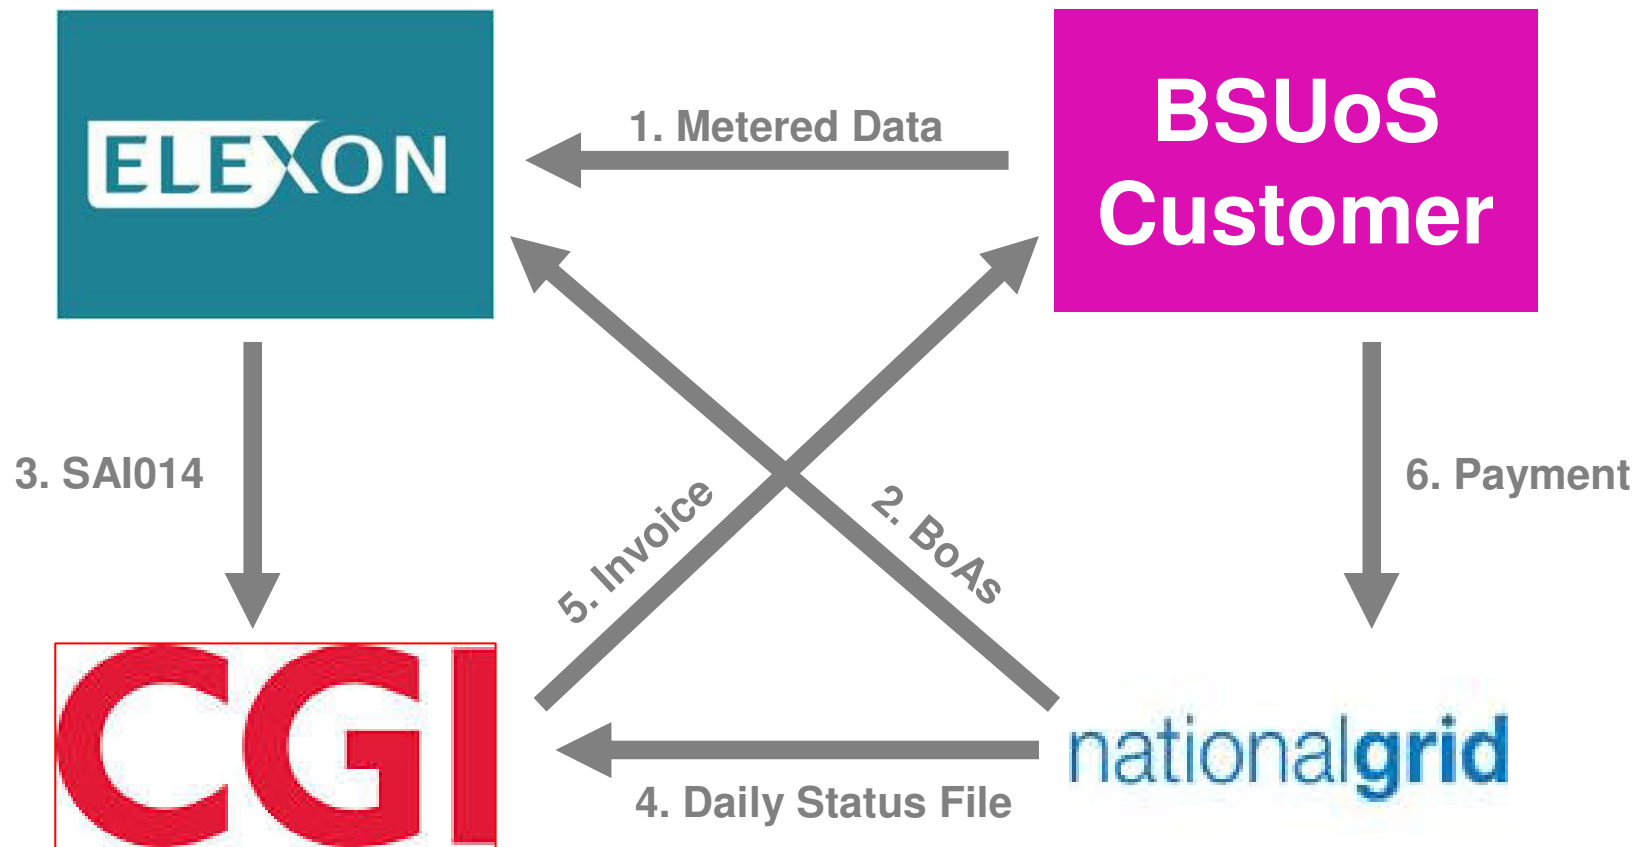 ELEXON
BSUoS
Customer
1. Metered Data
3. SAI014
5. Invoice
2. BoAs
6. Payment
CGI
nationalgrid
4. Daily Status File